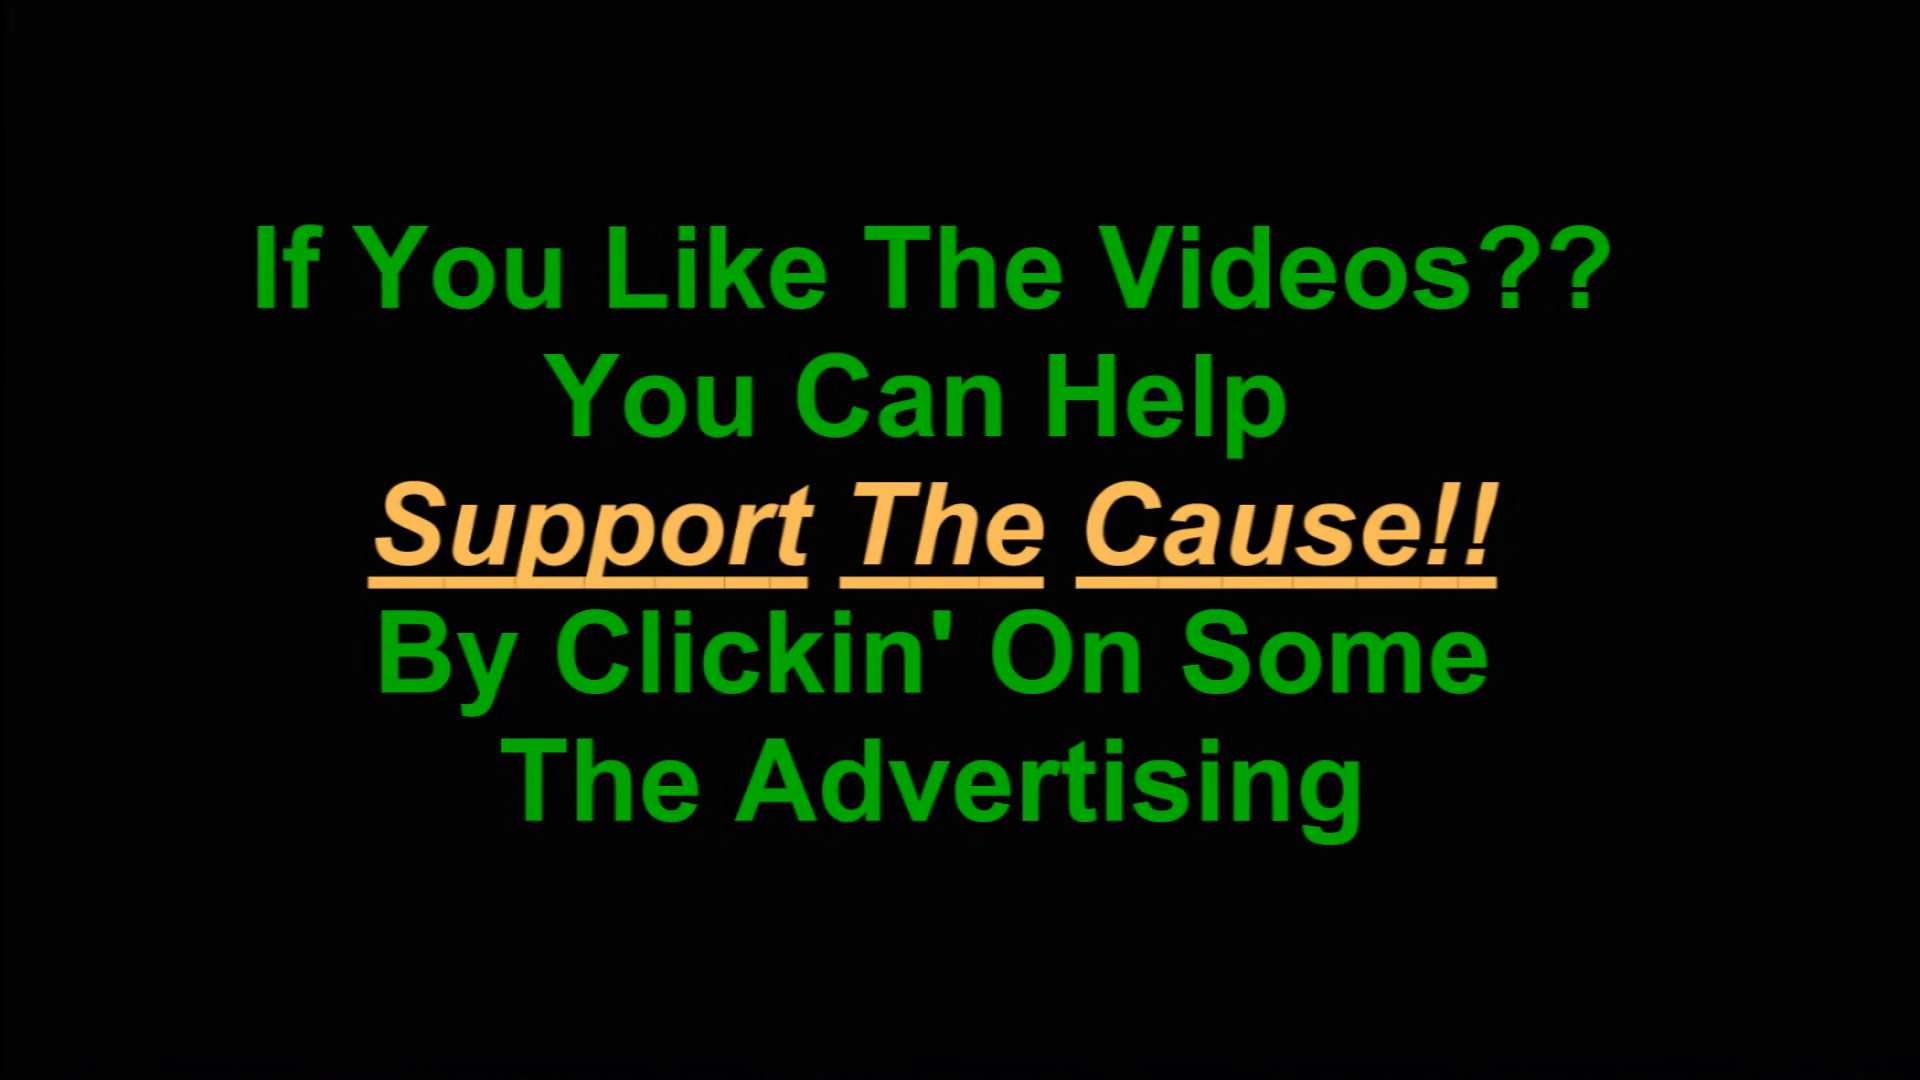 If You Like The Videos??
You Can Help
Support The Cause!!
By Clickin' On Some
The Advertising